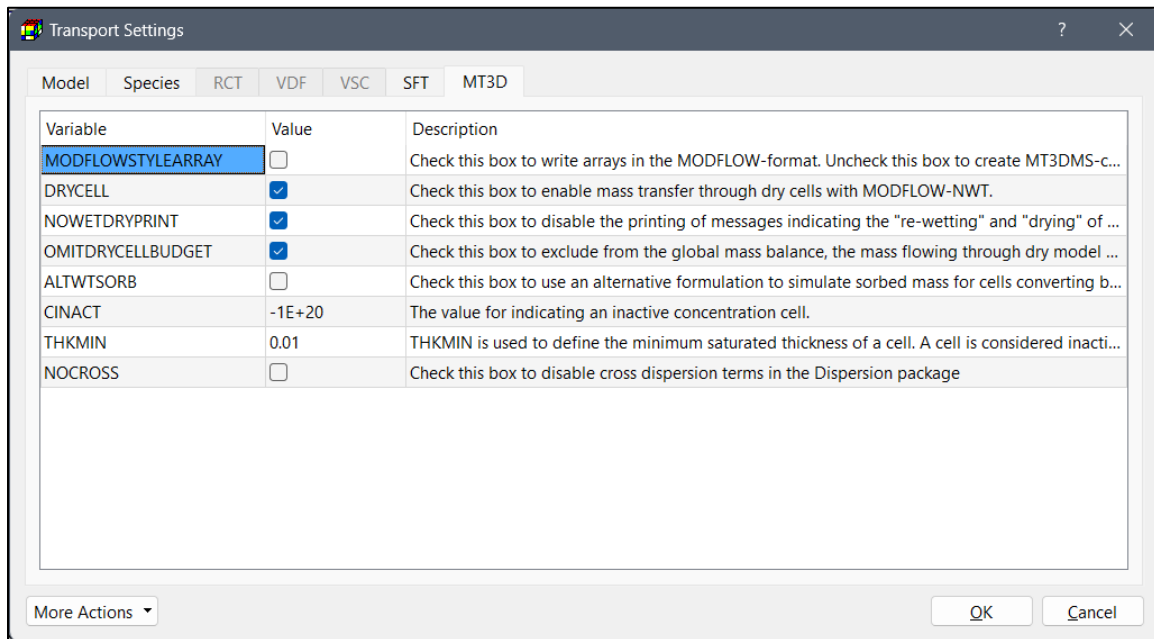 Transport Settings ? ×
Model Species RCT VDF VSC SFT MT3D
Variable Value Description
MODFLOWSTYLEARRAY Check this box to write arrays in the MODFLOW-format. Uncheck this box to create MT3DMS-c...
DRYCELL Check this box to enable mass transfer through dry cells with MODFLOW-NWT.
NOWETDRYPRINT Check this box to disable the printing of messages indicating the "re-wetting" and "drying" of ...
OMITDRYCELLBUDGET Check this box to exclude from the global mass balance, the mass flowing through dry model ...
ALTWTSORB Check this box to use an alternative formulation to simulate sorbed mass for cells converting b...
CINACT -1E+20 The value for indicating an inactive concentration cell.
THKMIN 0.01 THKMIN is used to define the minimum saturated thickness of a cell. A cell is considered inacti...
NOCROSS Check this box to disable cross dispersion terms in the Dispersion package
More Actions OK Cancel